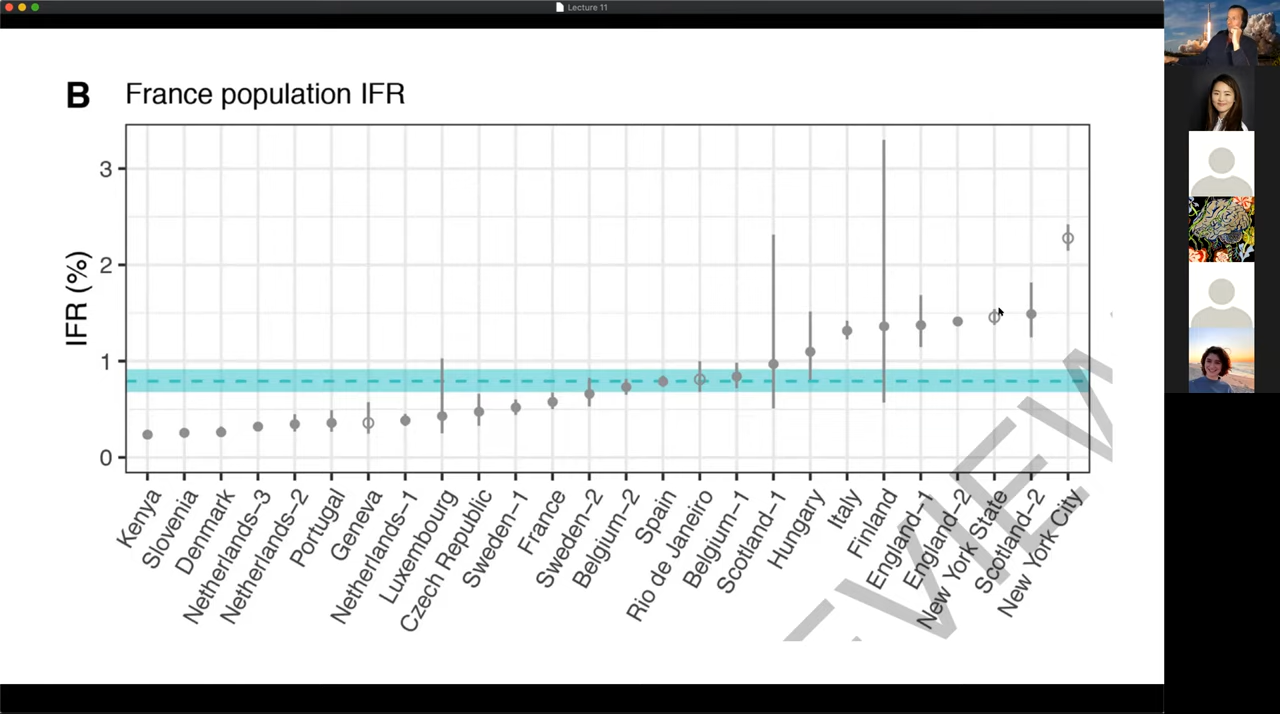 Lecture 11
B France population IFR
IFR (%)
3
2
1
0
Kenya
Slovenia
Denmark
Netherlands-3
Netherlands-2
Portugal
Geneva
Netherlands-1
Luxembourg
Czech Republic
Sweden-1
France
Sweden-2
Belgium-2
Spain
Rio de Janeiro
Belgium-1
Scotland-1
Hungary
Italy
Finland
England-1
England-2
New York State
Scotland-2
New York City